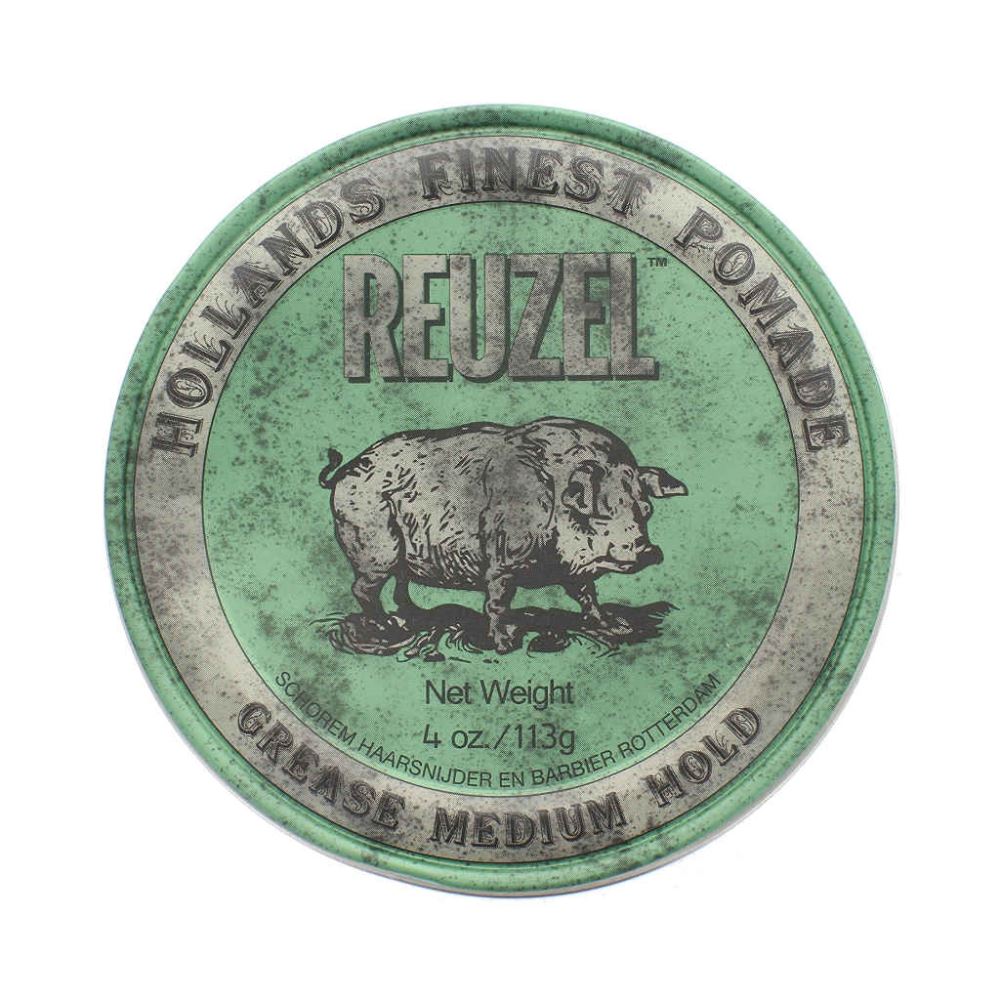 HOLLANDS FINEST POMADE
REUZEL™
Net Weight
4 oz./113g
SCHOREM HAARSNIJDER EN BARBIER ROTTERDAM
GREASE MEDIUM HOLD